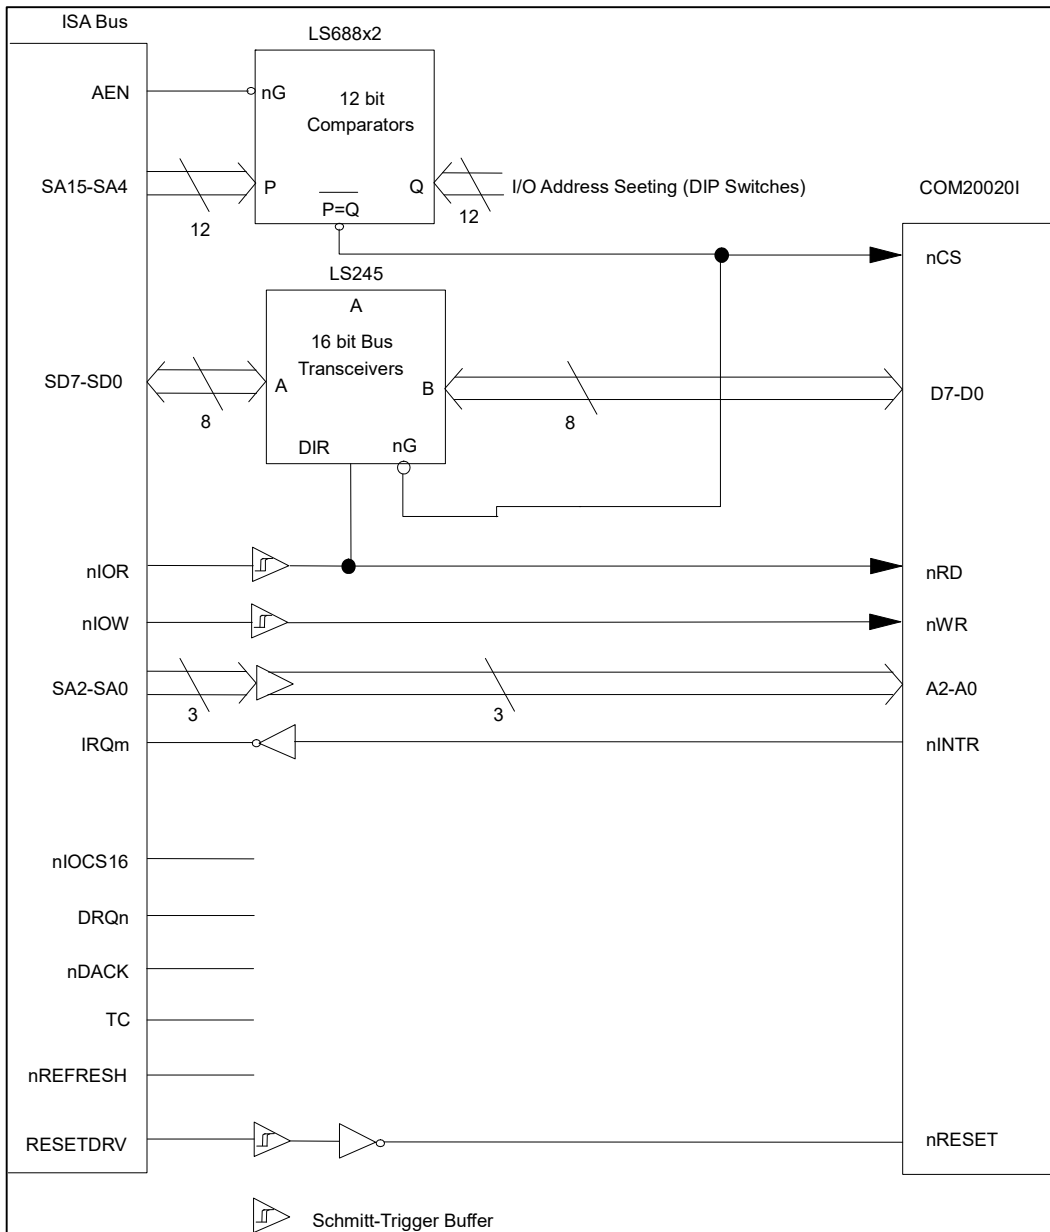 ISA Bus
LS688x2
AEN
nG
12 bit
Comparators
SA15-SA4
P
Q
I/O Address Seeting (DIP Switches)
COM20020I
12
P=Q
12
nCS
LS245
A
16 bit Bus
Transceivers
SD7-SD0
A
B
D7-D0
8
8
DIR
nG
nIOR
nRD
nIOW
nWR
SA2-SA0
A2-A0
3
3
IRQm
nINTR
nIOCS16
DRQn
nDACK
TC
nREFRESH
RESETDRV
nRESET
Schmitt-Trigger Buffer